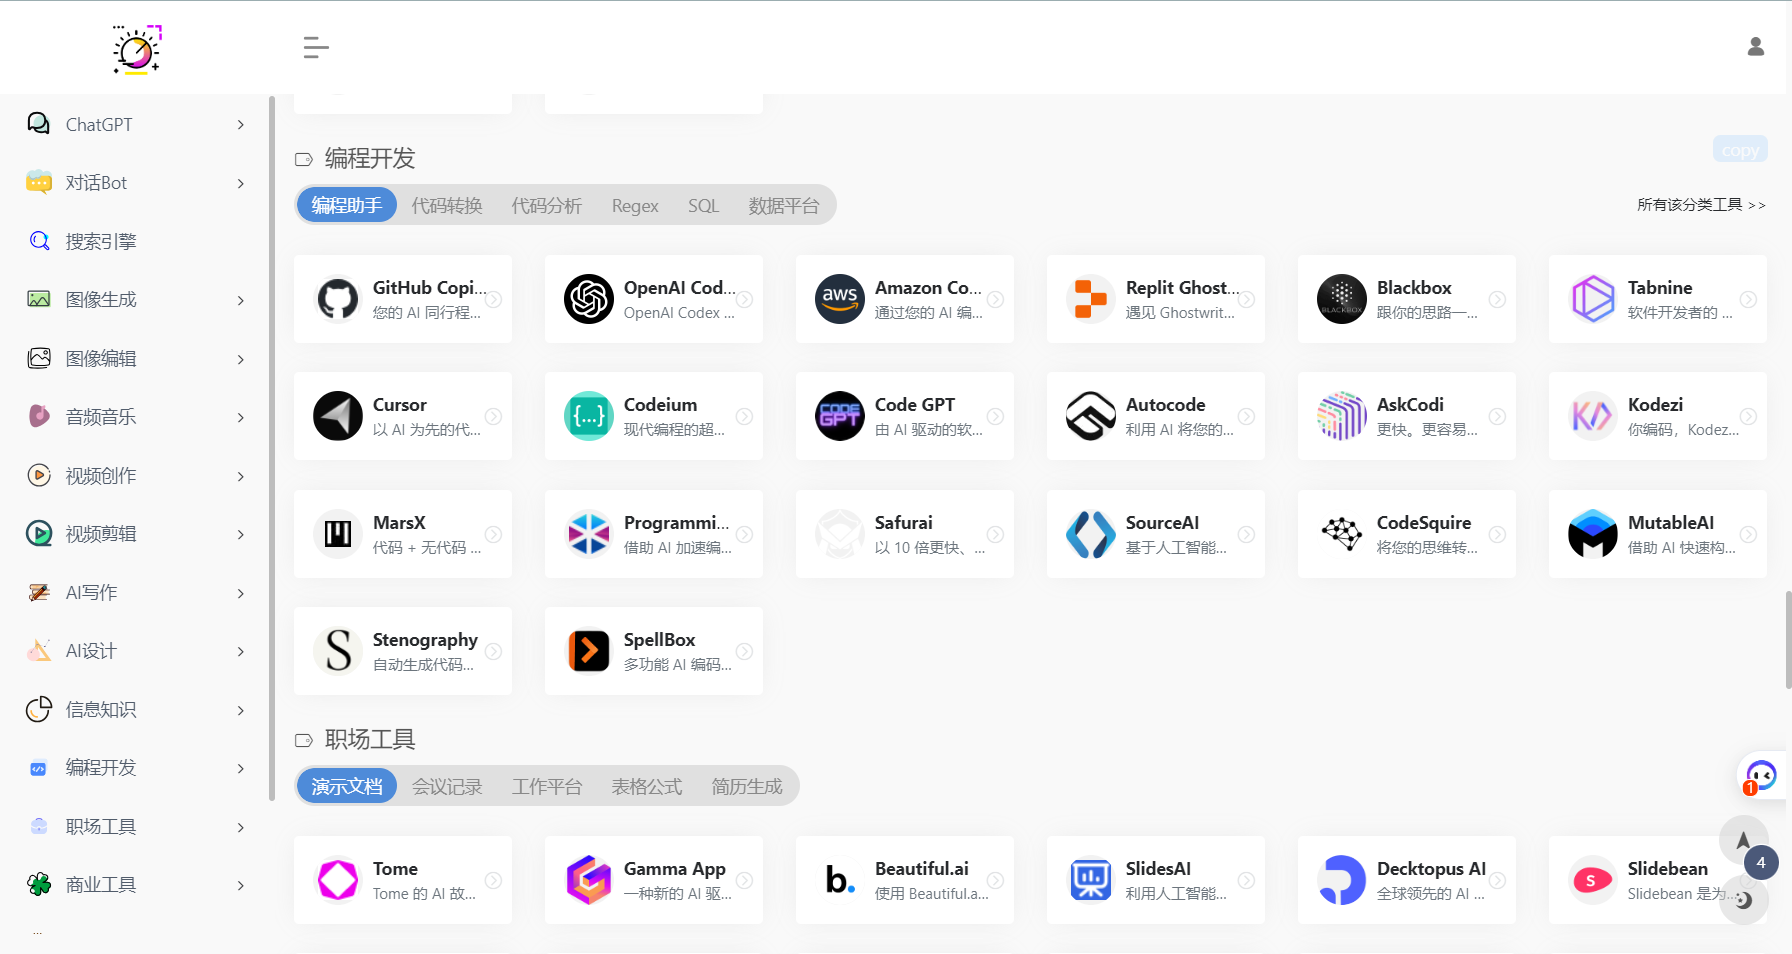 ChatGPT
对话Bot
搜索引擎
图像生成
图像编辑
音频音乐
视频创作
视频剪辑
AI写作
AI设计
信息知识
编程开发
职场工具
商业工具
...
编程开发
copy
编程助手 代码转换 代码分析 Regex SQL 数据平台
所有该分类工具 >>
GitHub Copi...
您的 AI 同行程...
OpenAI Cod...
OpenAI Codex ...
aws
Amazon Co...
通过您的 AI 编...
Replit Ghost...
遇见 Ghostwrit...
BLACKBOX
Blackbox
跟你的思路一...
Tabnine
软件开发者的 ...
Cursor
以 AI 为先的代...
{...}
Codeium
现代编程的超...
CODE GPT
Code GPT
由 AI 驱动的软...
Autocode
利用 AI 将您的...
AskCodi
更快。更容易...
Kodezi
你编码，Kodez...
MarsX
代码 + 无代码 ...
Programmi...
借助 AI 加速编...
Safurai
以 10 倍更快、...
SourceAI
基于人工智能...
CodeSquire
将您的思维转...
MutableAI
借助 AI 快速构...
S
Stenography
自动生成代码...
SpellBox
多功能 AI 编码...
职场工具
演示文档 会议记录 工作平台 表格公式 简历生成
Tome
Tome 的 AI 故...
Gamma App
一种新的 AI 驱...
b.
Beautiful.ai
使用 Beautiful.a...
SlidesAI
利用人工智能...
Decktopus AI
全球领先的 AI ...
S
Slidebean
Slidebean 是为...
1
4